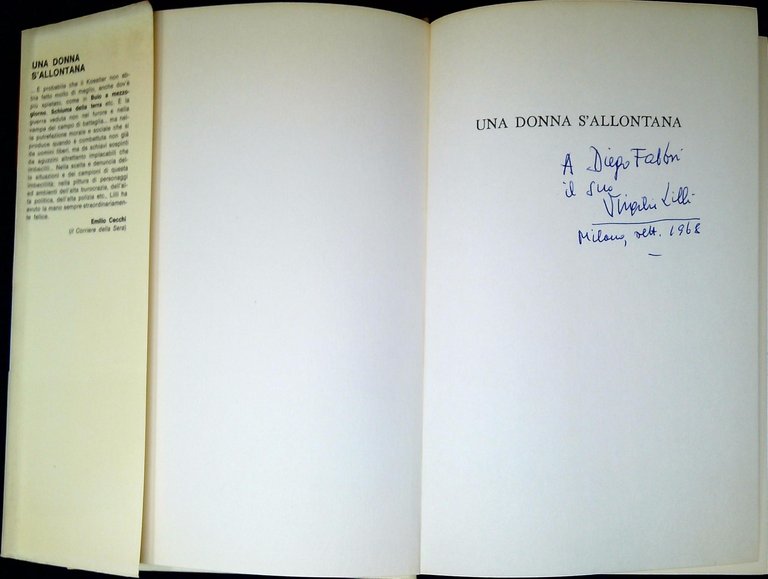 UNA DONNA
S'ALLONTANA
... È probabile che il Koestler non ab-
bia fatto molto di meglio, anche dov'è
più spietato, come in Buio a mezzo-
giorno, Schiuma della terra etc. È la
guerra veduta non nel furore e nella
vampa del campo di battaglia... ma nel-
la putrefazione morale e sociale che si
produce quando è combattuta non già
da uomini liberi, ma da schiavi sospinti
da aguzzini altrettanto implacabili che
imbecilli... Nella scelta e denuncia del-
le situazioni e dei campioni di questa
imbecillità; nella pittura di personaggi
ed ambienti dell'alta burocrazia, dell'al-
ta politica, dell'alta polizia etc., Lilli ha
avuto la mano sempre straordinariamen-
te felice.
Emilio Cecchi
(Il Corriere della Sera)
UNA DONNA S'ALLONTANA
A Diego Fabbri
il suo
Virgilio Lilli
Milano, sett. 1968